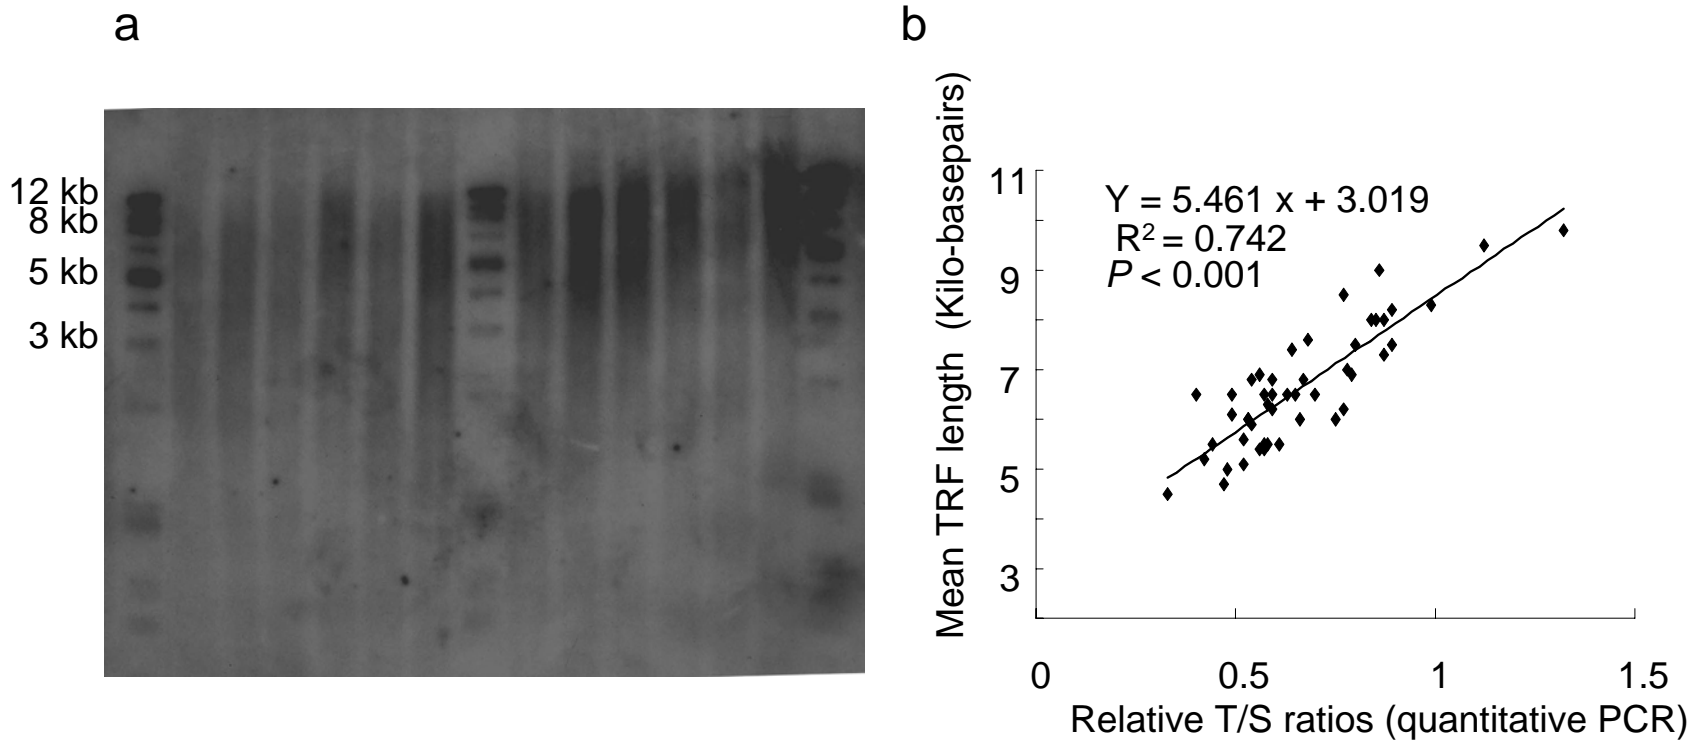 a
12 kb
8 kb
5 kb
3 kb
b
Mean TRF length (Kilo-basepairs)
11
9
7
5
3
Y = 5.461 x + 3.019
R² = 0.742
P < 0.001
0 0.5 1 1.5
Relative T/S ratios (quantitative PCR)